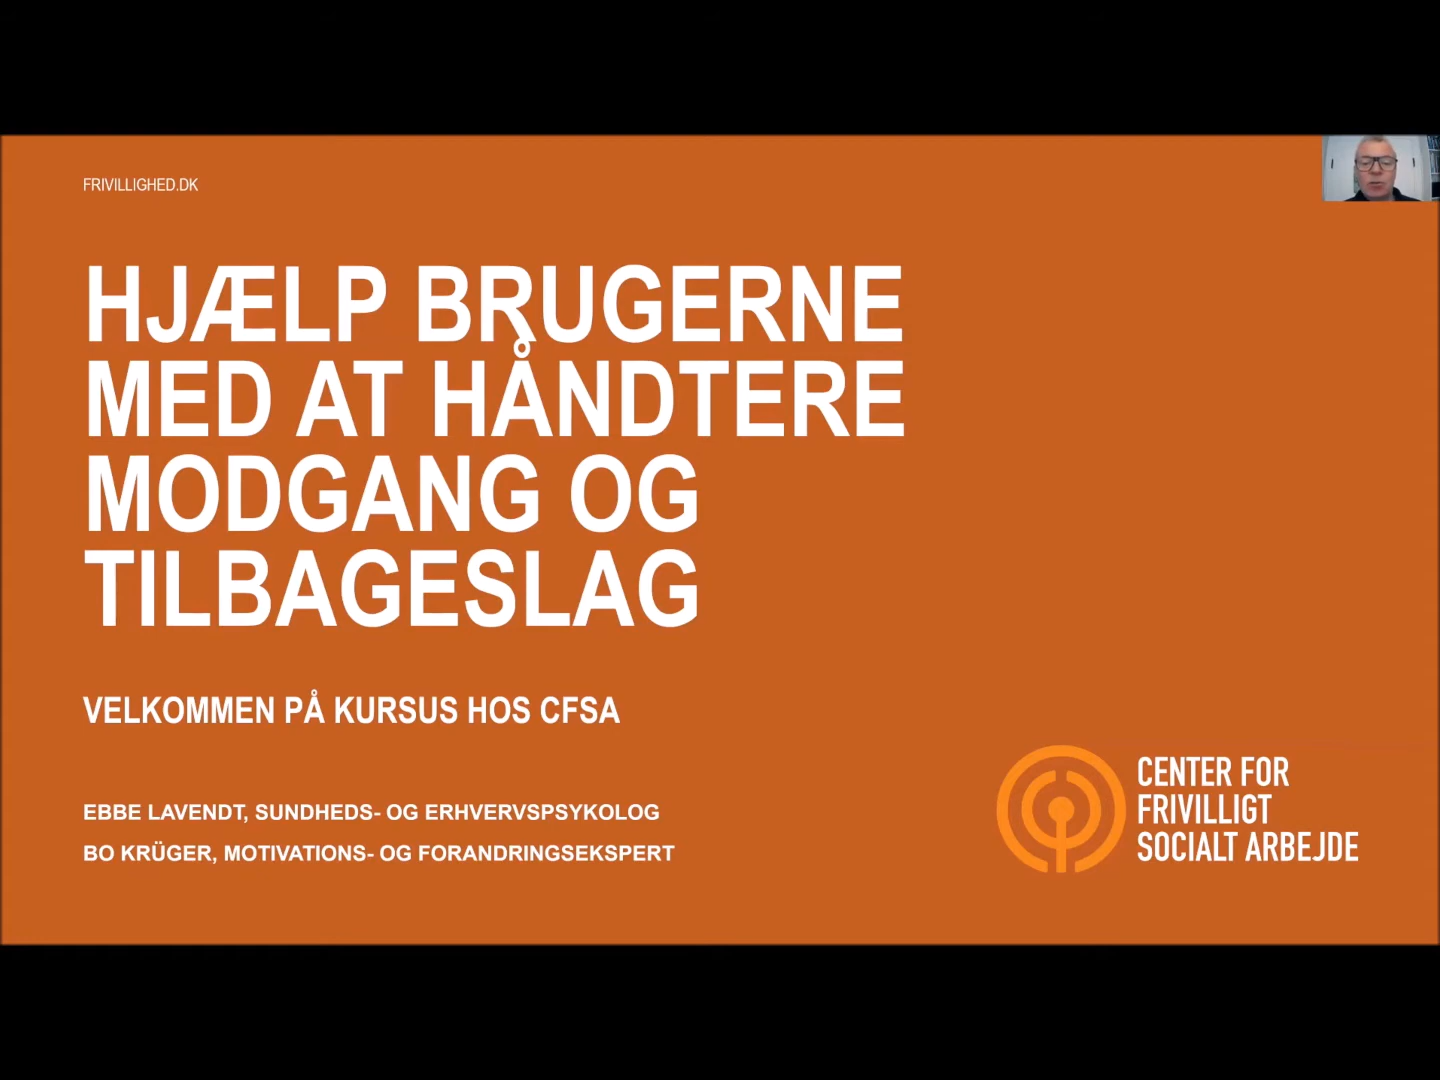 FRIVILLIGHED.DK
HJÆLP BRUGERNE
MED AT HÅNDTERE
MODGANG OG
TILBAGESLAG
VELKOMMEN PÅ KURSUS HOS CFSA
EBBE LAVENDT, SUNDHEDS- OG ERHVERVSPSYKOLOG
BO KRÜGER, MOTIVATIONS- OG FORANDRINGSEKSPERT
CENTER FOR
FRIVILLIGT
SOCIALT ARBEJDE